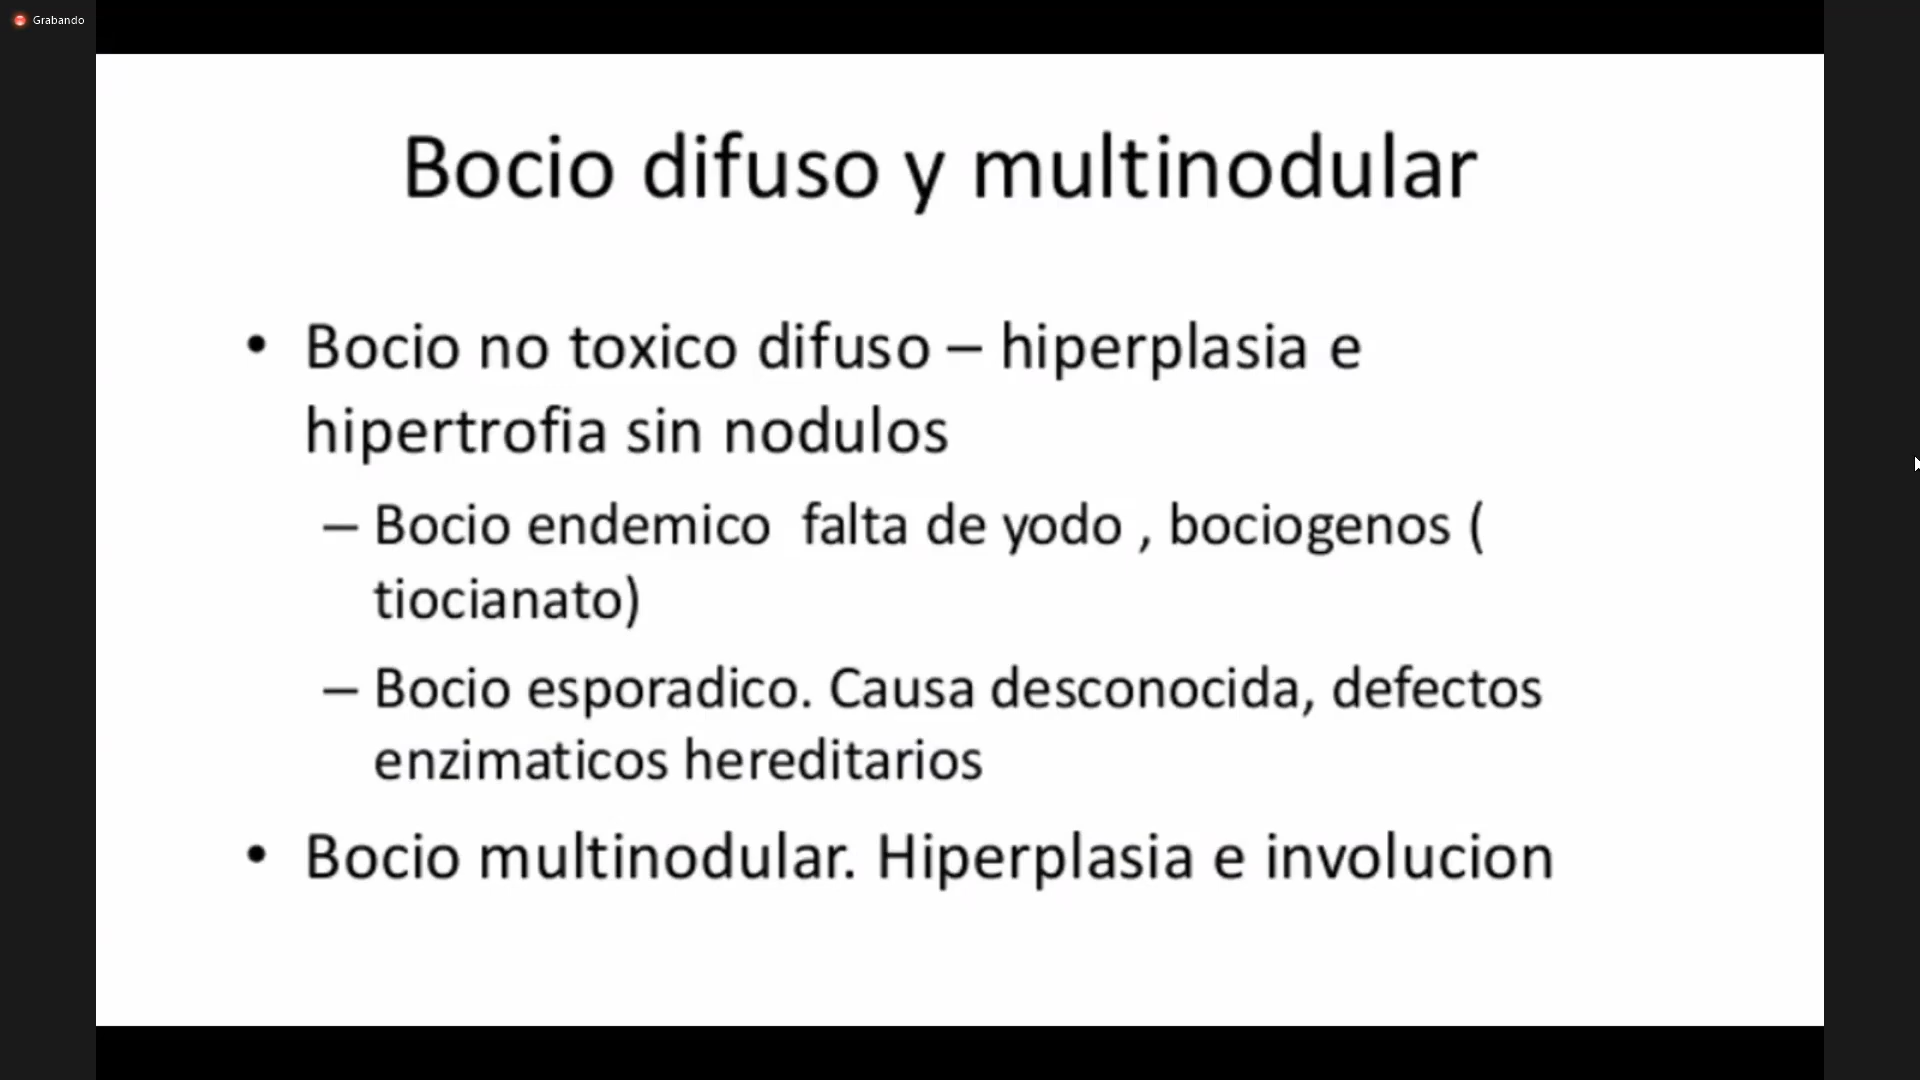 Grabando
Bocio difuso y multinodular
• Bocio no toxico difuso – hiperplasia e
hipertrofia sin nodulos
– Bocio endemico  falta de yodo , bociogenos (
tiocianato)
– Bocio esporadico. Causa desconocida, defectos
enzimaticos hereditarios
• Bocio multinodular. Hiperplasia e involucion